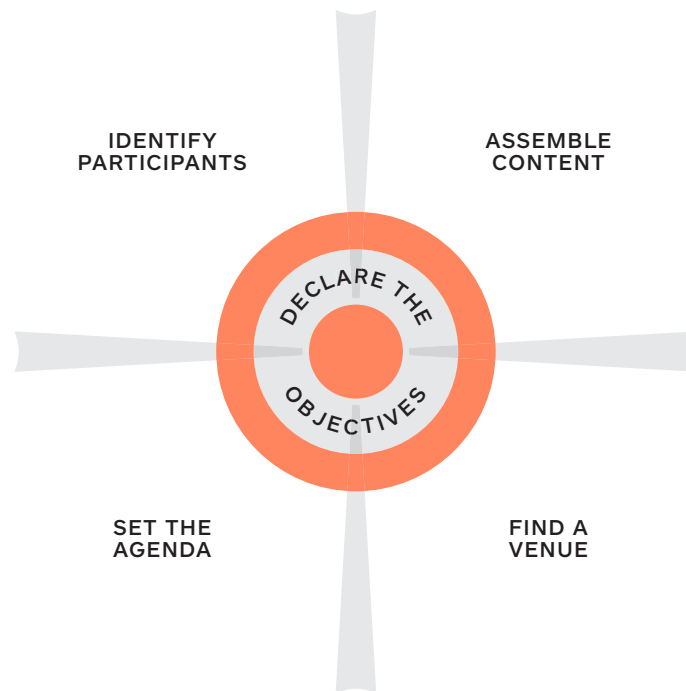 IDENTIFY
PARTICIPANTS
ASSEMBLE
CONTENT
DECLARE THE
OBJECTIVES
SET THE
AGENDA
FIND A
VENUE